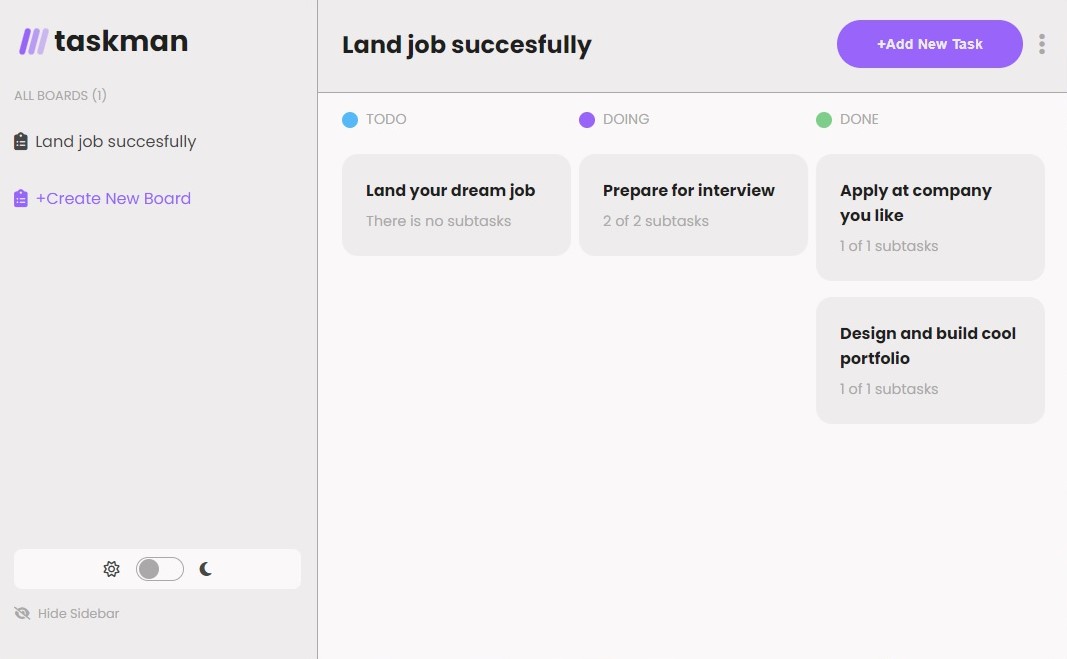 taskman
ALL BOARDS (1)
Land job succesfully
+Create New Board
Hide Sidebar
Land job succesfully
+Add New Task
TODO
Land your dream job
There is no subtasks
DOING
Prepare for interview
2 of 2 subtasks
DONE
Apply at company
you like
1 of 1 subtasks
Design and build cool
portfolio
1 of 1 subtasks